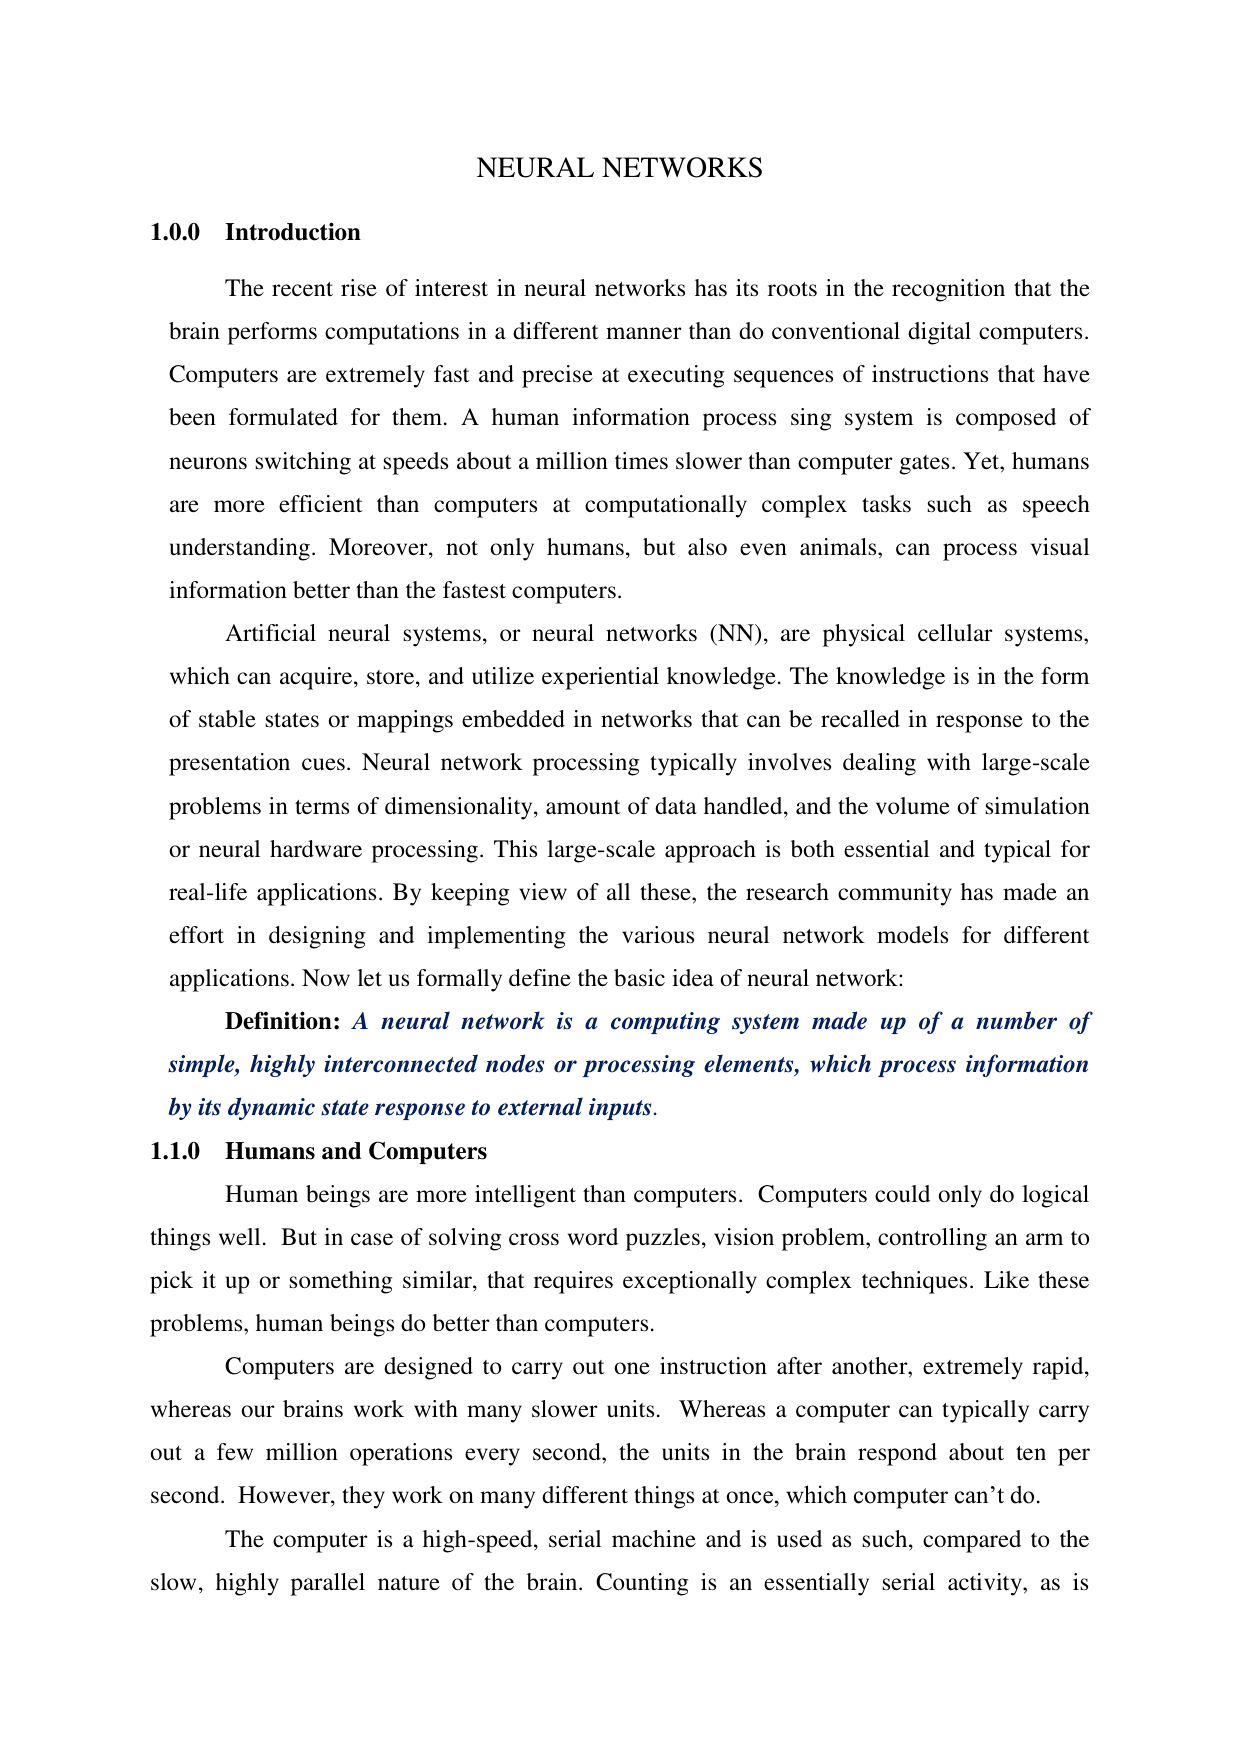 NEURAL NETWORKS
1.0.0 Introduction
The recent rise of interest in neural networks has its roots in the recognition that the
brain performs computations in a different manner than do conventional digital computers.
Computers are extremely fast and precise at executing sequences of instructions that have
been formulated for them. A human information process sing system is composed of
neurons switching at speeds about a million times slower than computer gates. Yet, humans
are more efficient than computers at computationally complex tasks such as speech
understanding. Moreover, not only humans, but also even animals, can process visual
information better than the fastest computers.
Artificial neural systems, or neural networks (NN), are physical cellular systems,
which can acquire, store, and utilize experiential knowledge. The knowledge is in the form
of stable states or mappings embedded in networks that can be recalled in response to the
presentation cues. Neural network processing typically involves dealing with large-scale
problems in terms of dimensionality, amount of data handled, and the volume of simulation
or neural hardware processing. This large-scale approach is both essential and typical for
real-life applications. By keeping view of all these, the research community has made an
effort in designing and implementing the various neural network models for different
applications. Now let us formally define the basic idea of neural network:
Definition: A neural network is a computing system made up of a number of
simple, highly interconnected nodes or processing elements, which process information
by its dynamic state response to external inputs.
1.1.0 Humans and Computers
Human beings are more intelligent than computers.  Computers could only do logical
things well.  But in case of solving cross word puzzles, vision problem, controlling an arm to
pick it up or something similar, that requires exceptionally complex techniques. Like these
problems, human beings do better than computers.
Computers are designed to carry out one instruction after another, extremely rapid,
whereas our brains work with many slower units.  Whereas a computer can typically carry
out a few million operations every second, the units in the brain respond about ten per
second.  However, they work on many different things at once, which computer can’t do.
The computer is a high-speed, serial machine and is used as such, compared to the
slow, highly parallel nature of the brain. Counting is an essentially serial activity, as is